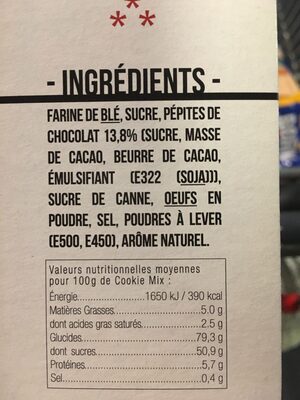 - INGRÉDIENTS -
FARINE DE BLÉ, SUCRE, PÉPITES DE
CHOCOLAT 13,8% (SUCRE, MASSE
DE CACAO, BEURRE DE CACAO,
ÉMULSIFIANT (E322 (SOJA))),
SUCRE DE CANNE, OEUFS EN
POUDRE, SEL, POUDRES À LEVER
(E500, E450), ARÔME NATUREL.
Valeurs nutritionnelles moyennes
pour 100g de Cookie Mix :
Énergie..................1650 kJ / 390 kcal
Matières Grasses..................5.0 g
dont acides gras saturés..........2.5 g
Glucides..................79,3 g
dont sucres..................50,9 g
Protéines..................5,7 g
Sel..................0,4 g